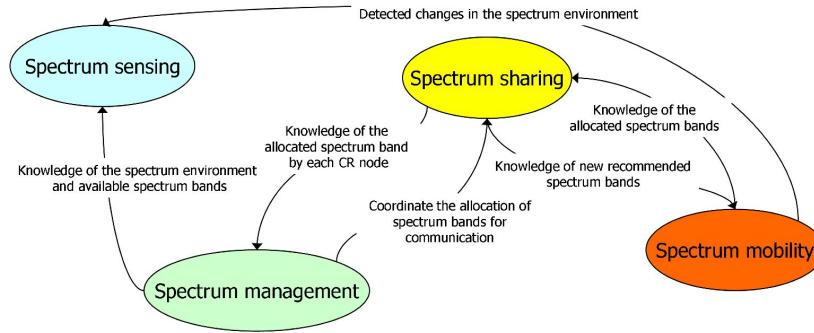 Detected changes in the spectrum environment
Spectrum sensing
Spectrum sharing
Knowledge of the
allocated spectrum bands
Knowledge of the
allocated spectrum band
by each CR node
Knowledge of the spectrum environment
and available spectrum bands
Knowledge of new recommended
spectrum bands
Coordinate the allocation of
spectrum bands for
communication
Spectrum mobility
Spectrum management